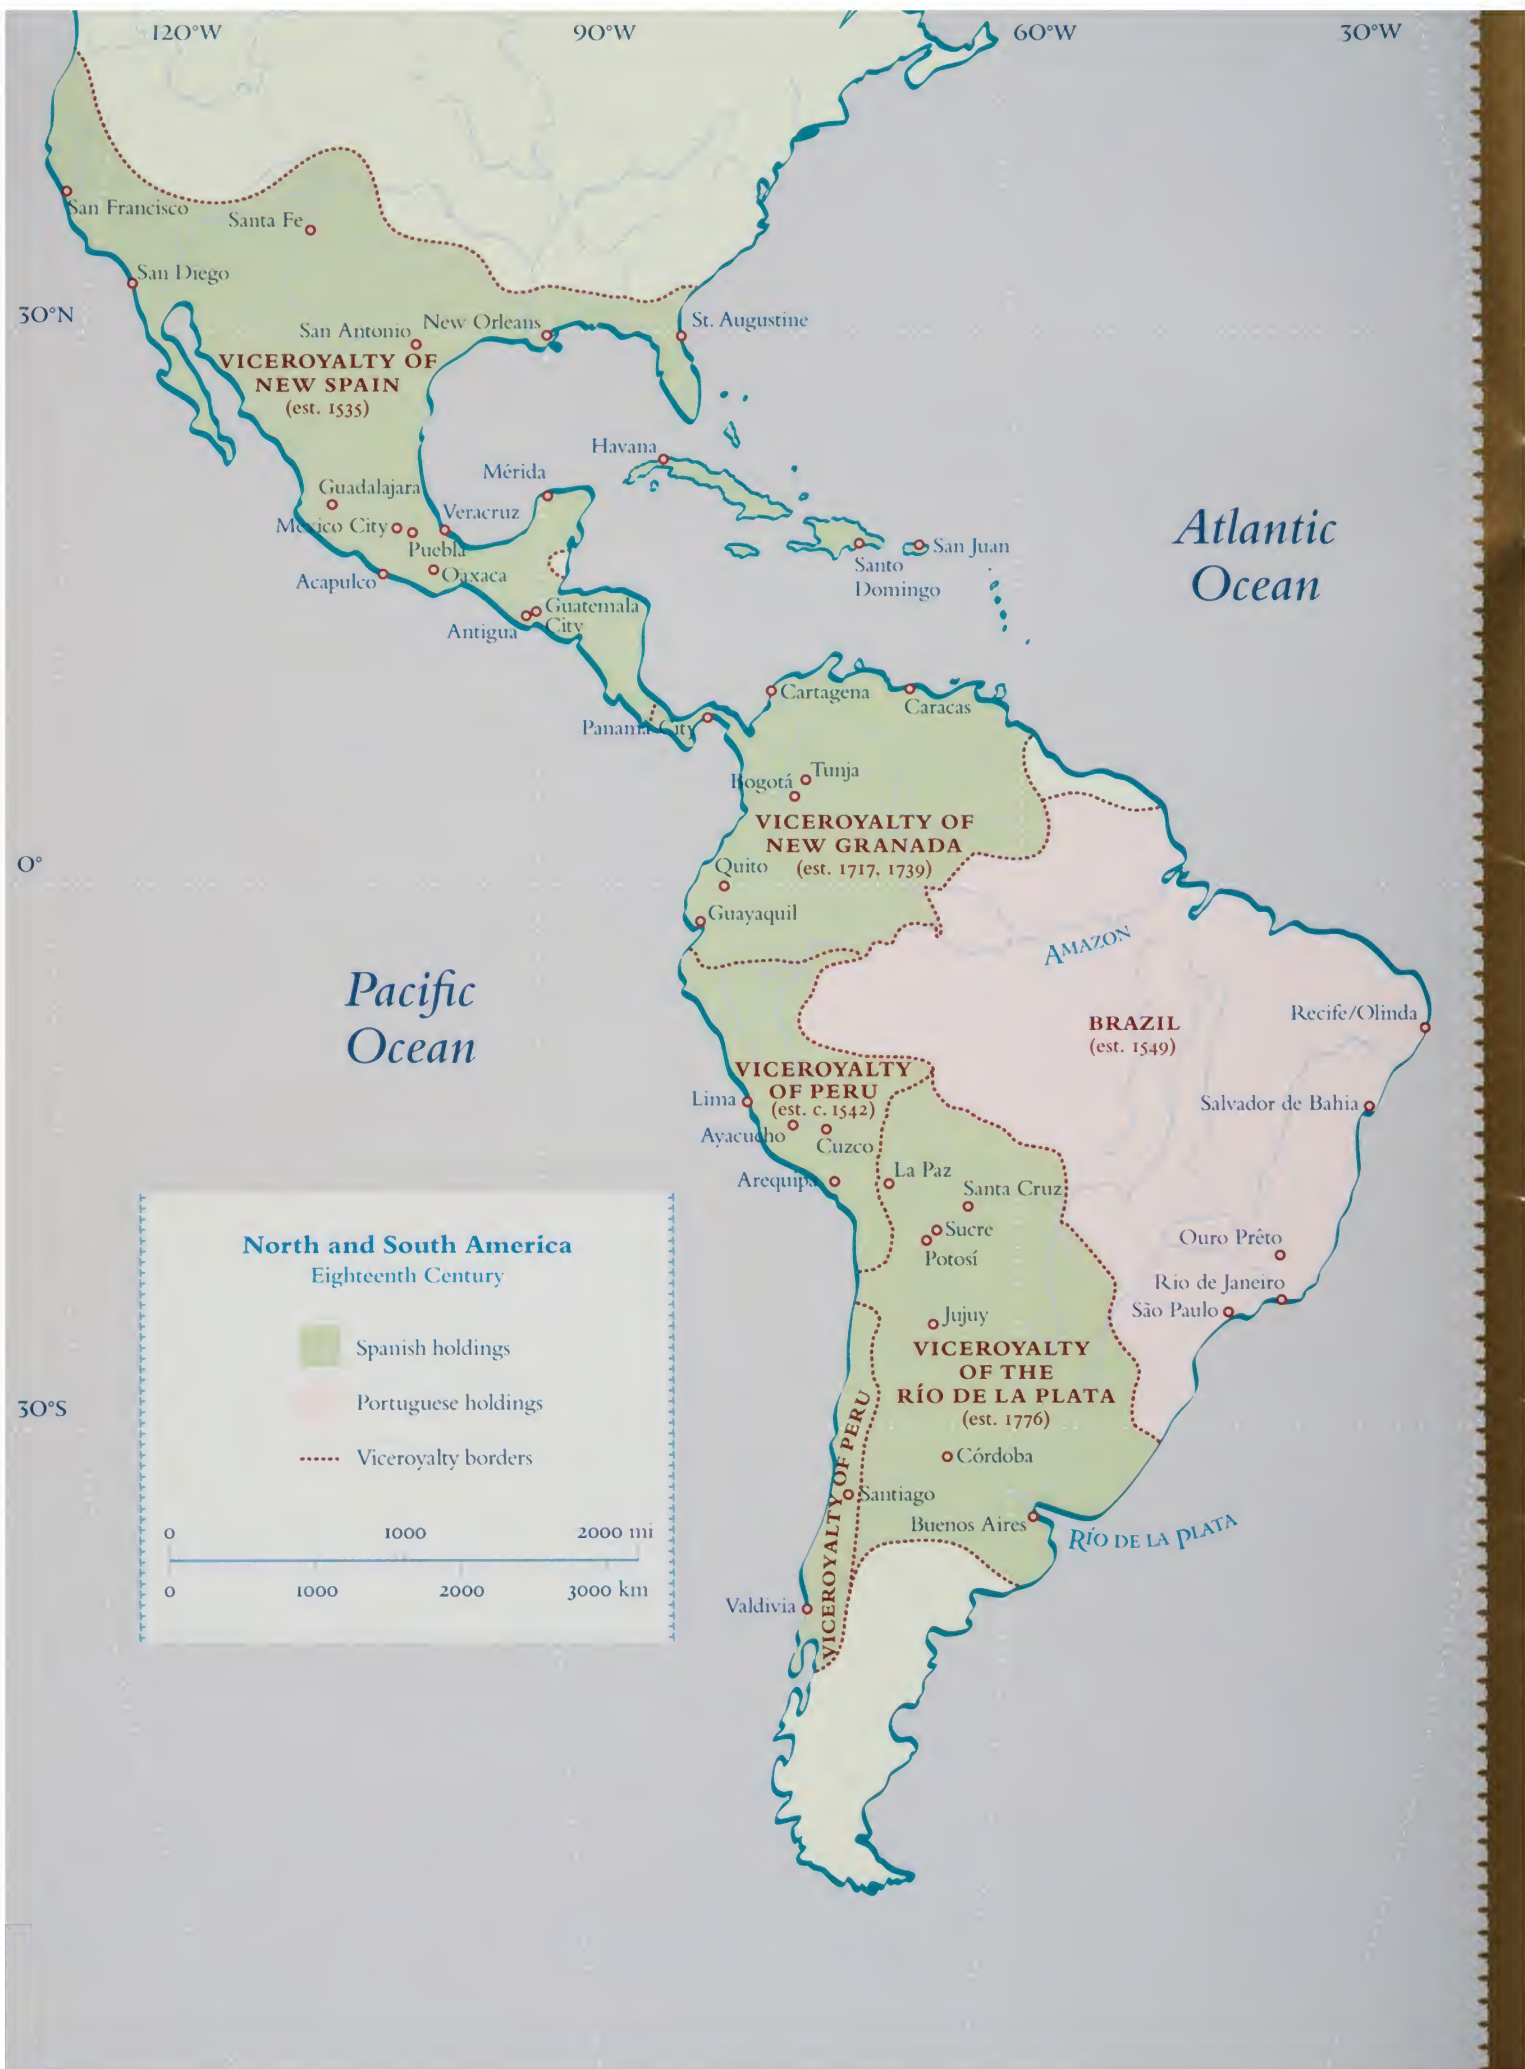 120°W
90°W
60°W
30°W
San Francisco
Santa Fe
San Diego
30°N
San Antonio
New Orleans
St. Augustine
VICEROYALTY OF
NEW SPAIN
(est. 1535)
Havana
Mérida
Guadalajara
Veracruz
Mexico City
Puebla
Acapulco
Oaxaca
San Juan
Santo
Domingo
Atlantic
Ocean
Guatemala
City
Antigua
Cartagena
Caracas
Panama City
Tunja
Bogotá
VICEROYALTY OF
NEW GRANADA
(est. 1717, 1739)
0°
Quito
Guayaquil
AMAZON
Pacific
Ocean
Recife/Olinda
BRAZIL
(est. 1549)
VICEROYALTY
OF PERU
(est. c. 1542)
Lima
Salvador de Bahia
Ayacucho
Cuzco
Arequipa
La Paz
Santa Cruz
Sucre
Potosí
Ouro Prêto
Rio de Janeiro
São Paulo
Jujuy
VICEROYALTY
OF THE
RÍO DE LA PLATA
(est. 1776)
30°S
Córdoba
VICEROYALTY OF PERU
Santiago
Buenos Aires
RÍO DE LA PLATA
Valdivia
North and South America
Eighteenth Century
Spanish holdings
Portuguese holdings
Viceroyalty borders
0 1000 2000 mi
0 1000 2000 3000 km